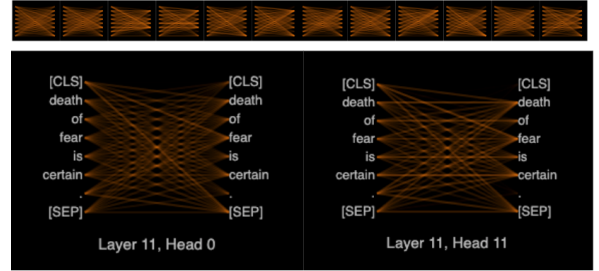 [CLS] [CLS] [CLS] [CLS]
death death death death
of of of of
fear fear fear fear
is is is is
certain certain certain certain
. . . .
[SEP] [SEP] [SEP] [SEP]
Layer 11, Head 0 Layer 11, Head 11